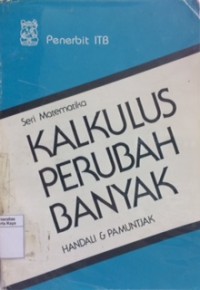 Penerbit ITB
Seri Matematika
KALKULUS
PERUBAH
BANYAK
HANDALI & PAMUNTJAK